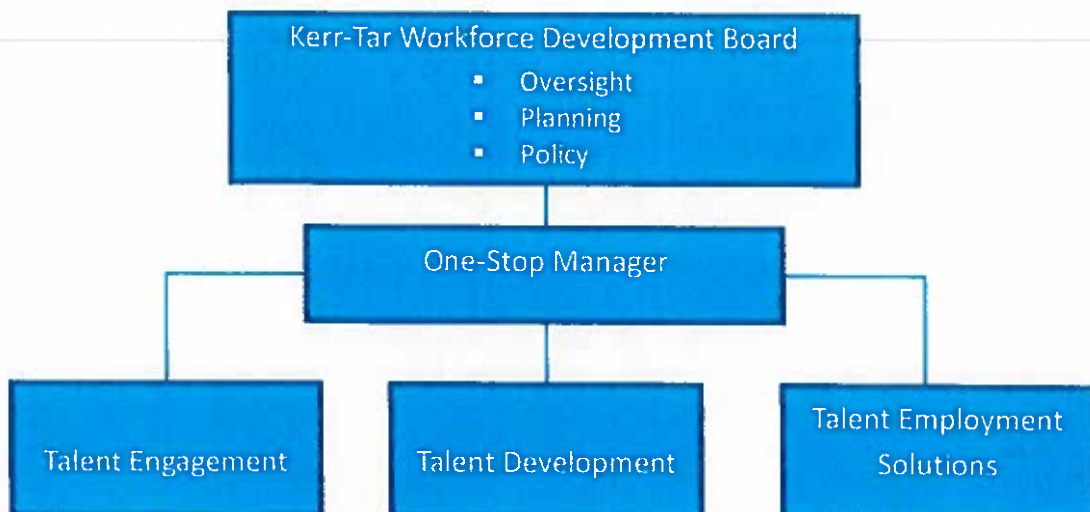 Kerr-Tar Workforce Development Board
▪ Oversight
▪ Planning
▪ Policy
One-Stop Manager
Talent Engagement
Talent Development
Talent Employment
Solutions